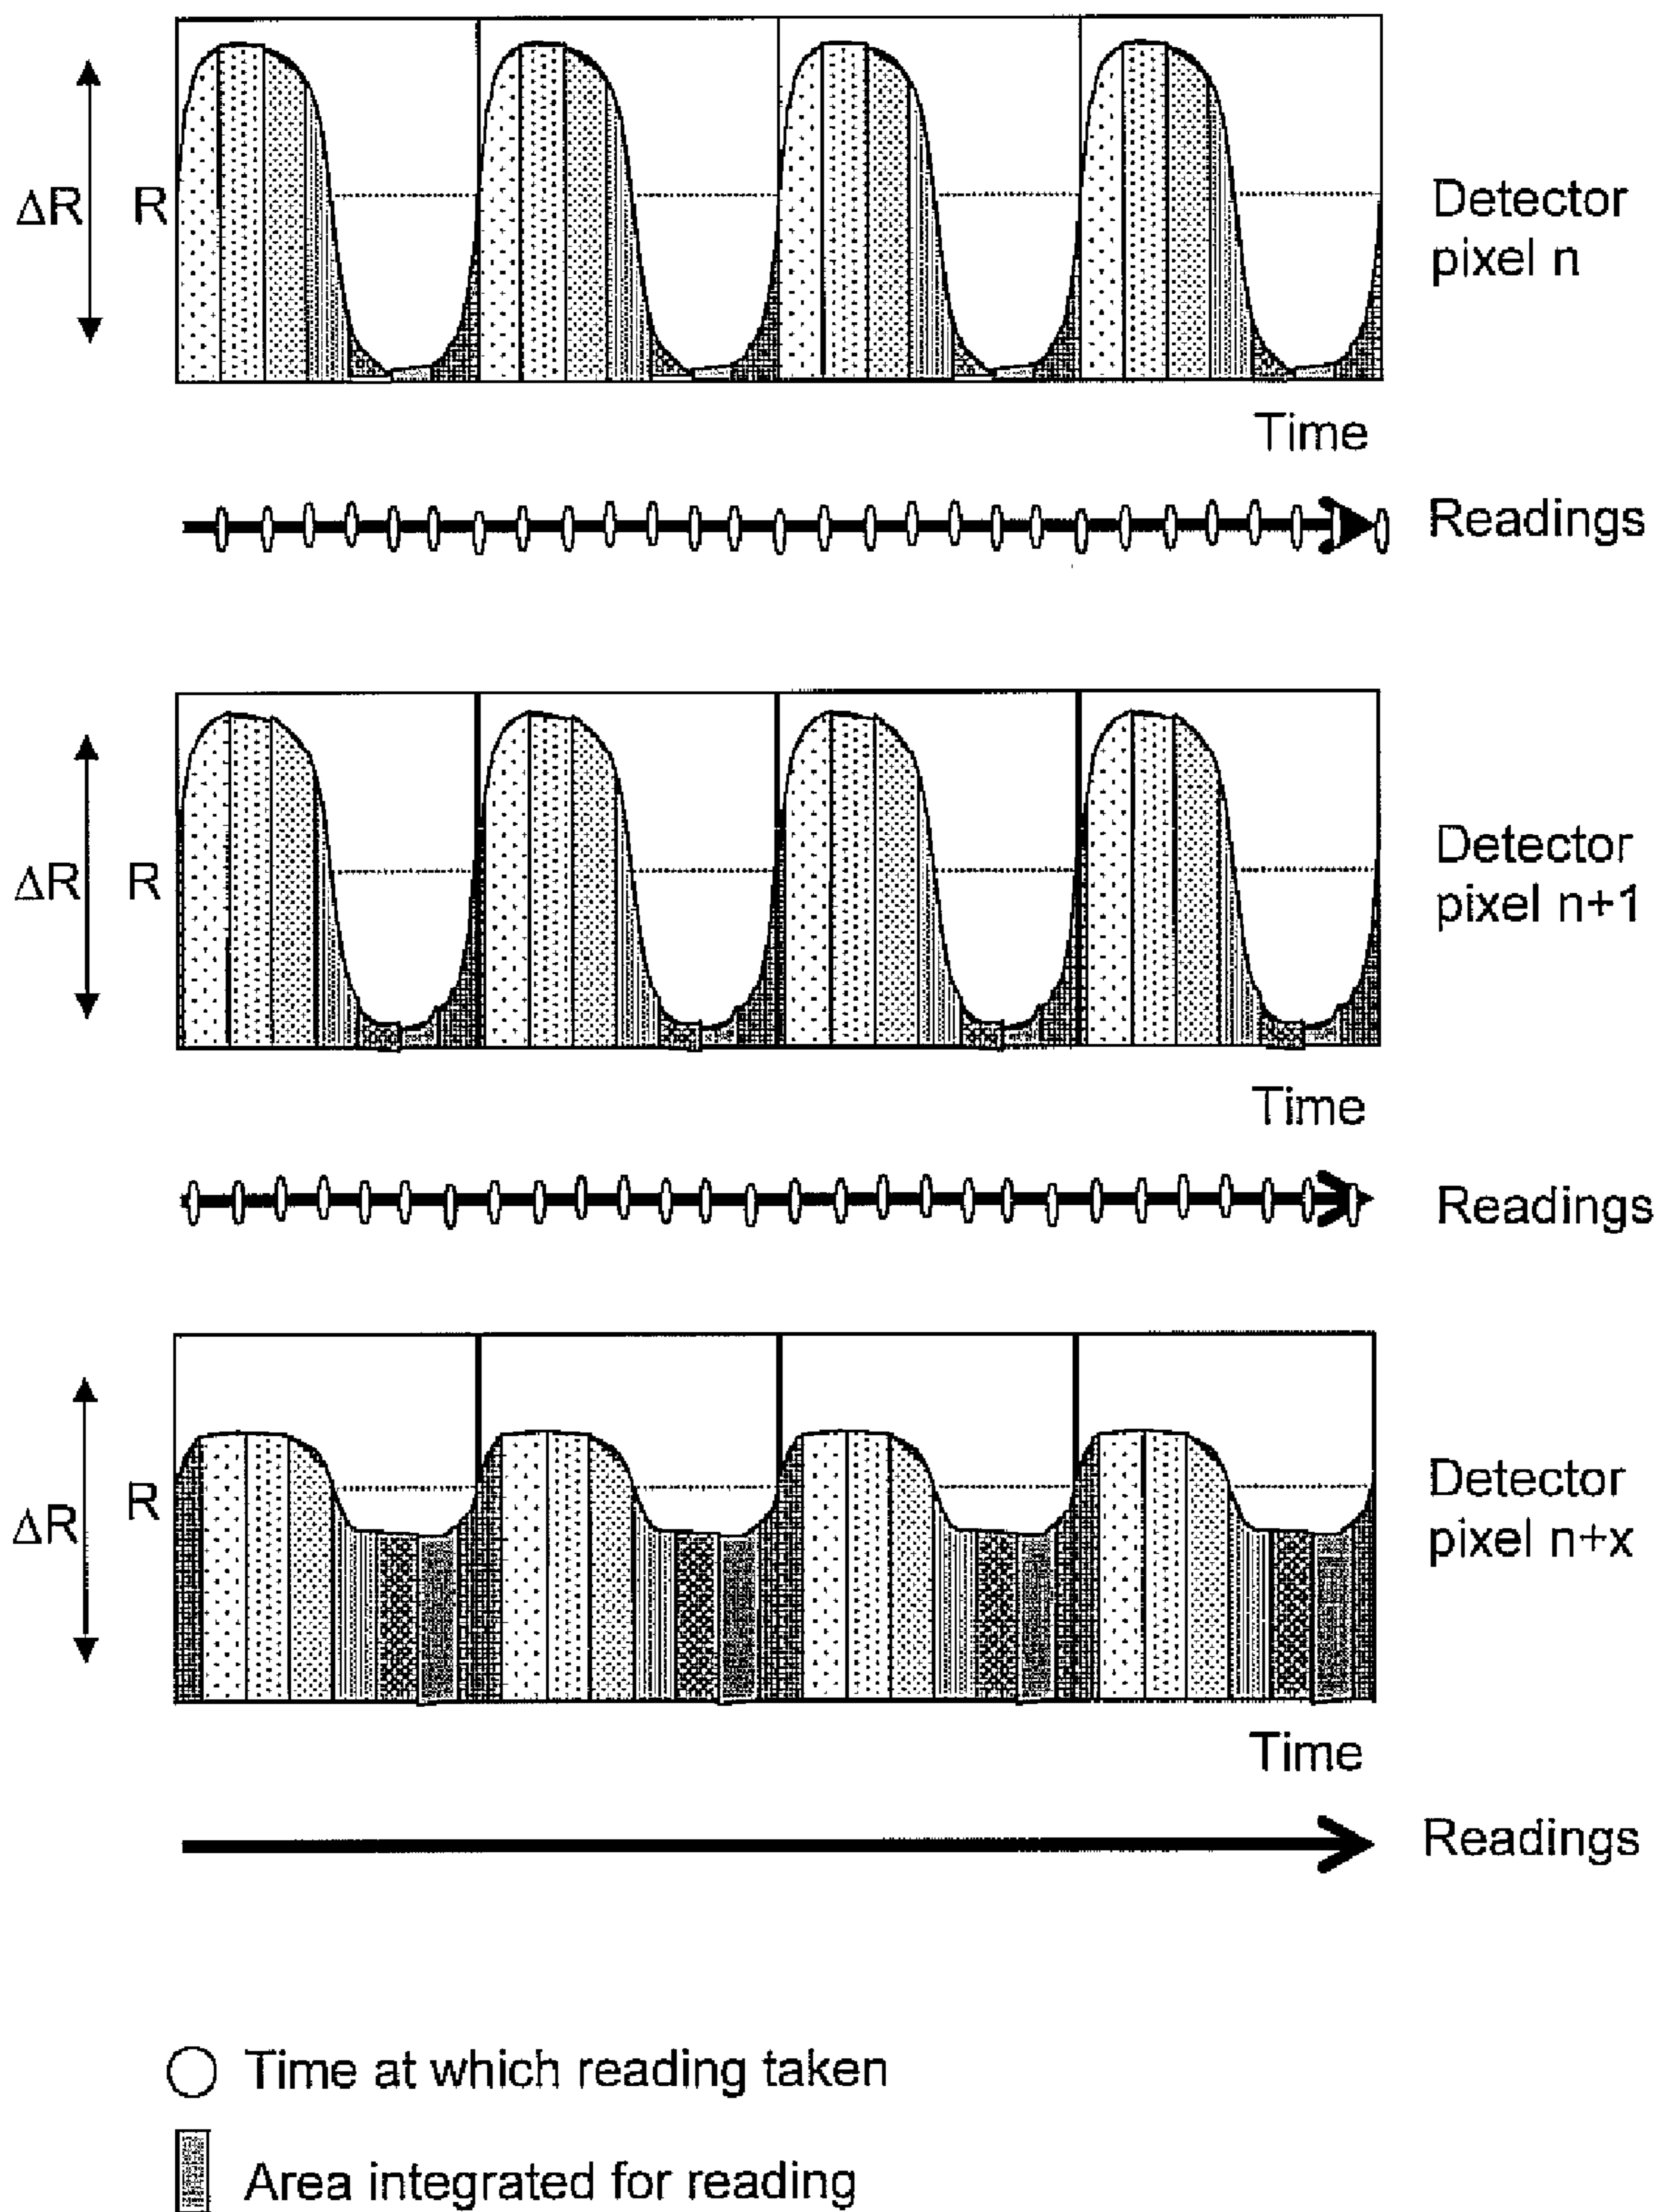 ΔR
R
Detector
pixel n
Time
Readings
ΔR
R
Detector
pixel n+1
Time
Readings
ΔR
R
Detector
pixel n+x
Time
Readings
Time at which reading taken
Area integrated for reading